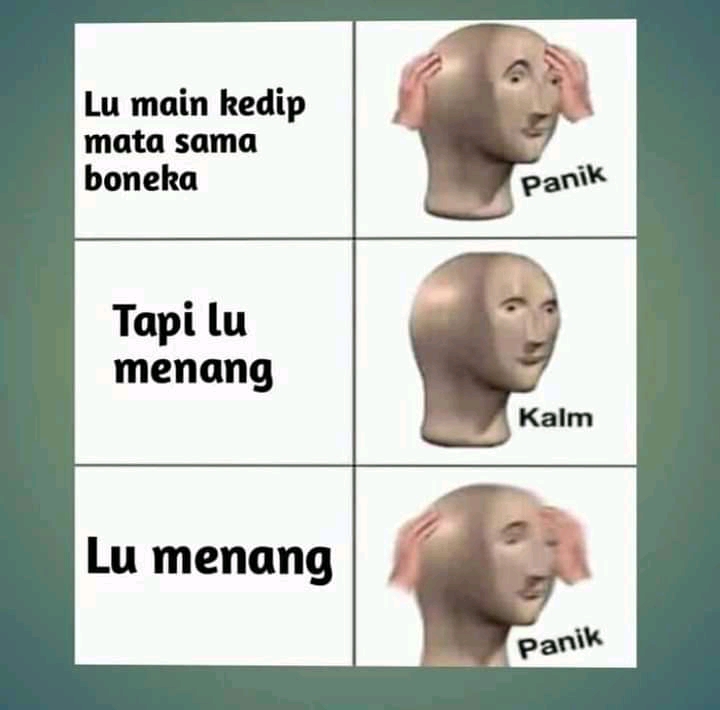 Lu main kedip
mata sama
boneka
Panik
Tapi lu
menang
Kalm
Lu menang
Panik